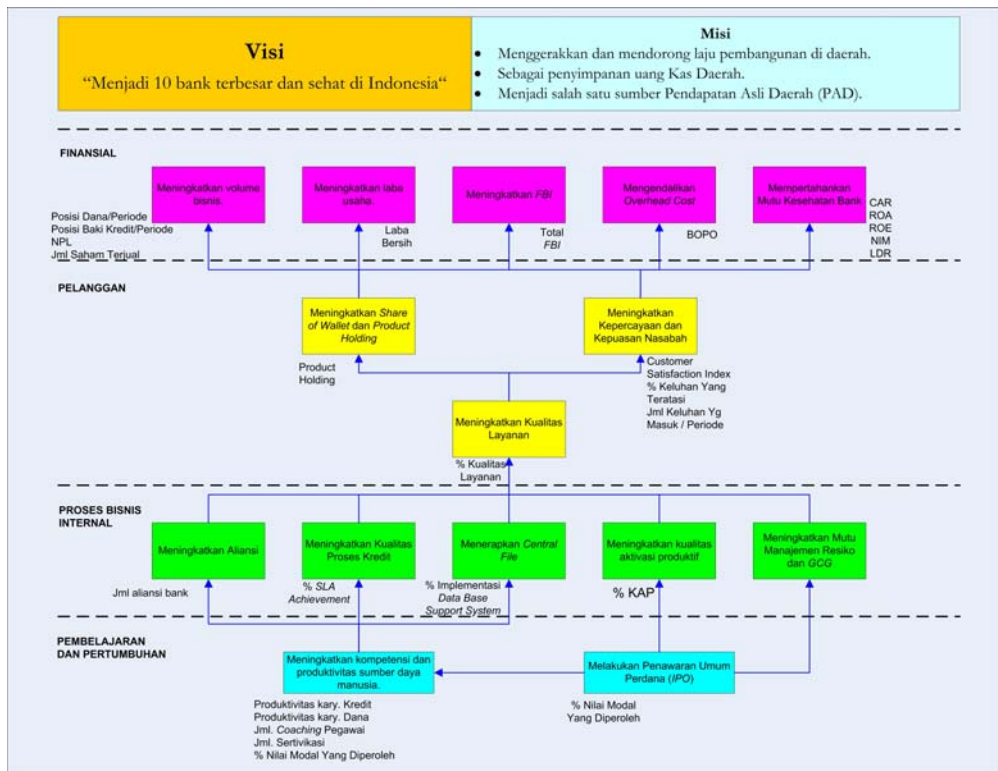 Visi
“Menjadi 10 bank terbesar dan sehat di Indonesia“
Misi
• Menggerakkan dan mendorong laju pembangunan di daerah.
• Sebagai penyimpanan uang Kas Daerah.
• Menjadi salah satu sumber Pendapatan Asli Daerah (PAD).
FINANSIAL
Meningkatkan volume
bisnis.
Meningkatkan laba
usaha.
Meningkatkan FBI
Mengendalikan
Overhead Cost
Mempertahankan
Mutu Kesehatan Bank
Posisi Dana/Periode
Posisi Baki Kredit/Periode
NPL
Jml Saham Terjual
Laba
Bersih
Total
FBI
BOPO
CAR
ROA
ROE
NIM
LDR
PELANGGAN
Meningkatkan Share
of Wallet dan Product
Holding
Meningkatkan
Kepercayaan dan
Kepuasan Nasabah
Product
Holding
Customer
Satisfaction Index
% Keluhan Yang
Teratasi
Jml Keluhan Yg
Masuk / Periode
Meningkatkan Kualitas
Layanan
% Kualitas
Layanan
PROSES BISNIS
INTERNAL
Meningkatkan Aliansi
Meningkatkan Kualitas
Proses Kredit
Menerapkan Central
File
Meningkatkan kualitas
aktivasi produktif.
Meningkatkan Mutu
Manajemen Resiko
dan GCG
Jml aliansi bank
% SLA
Achievement
% Implementasi
Data Base
Support System
% KAP
PEMBELAJARAN
DAN PERTUMBUHAN
Meningkatkan kompetensi dan
produktivitas sumber daya
manusia.
Melakukan Penawaran Umum
Perdana (IPO)
Produktivitas kary. Kredit
Produktivitas kary. Dana
Jml. Coaching Pegawai
Jml. Sertivikasi
% Nilai Modal Yang Diperoleh
% Nilai Modal
Yang Diperoleh